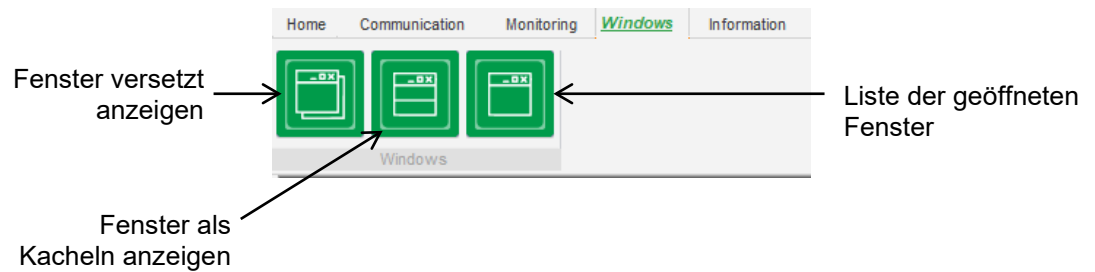 Home Communication Monitoring Windows Information
Fenster versetzt
anzeigen
Liste der geöffneten
Fenster
Windows
Fenster als
Kacheln anzeigen